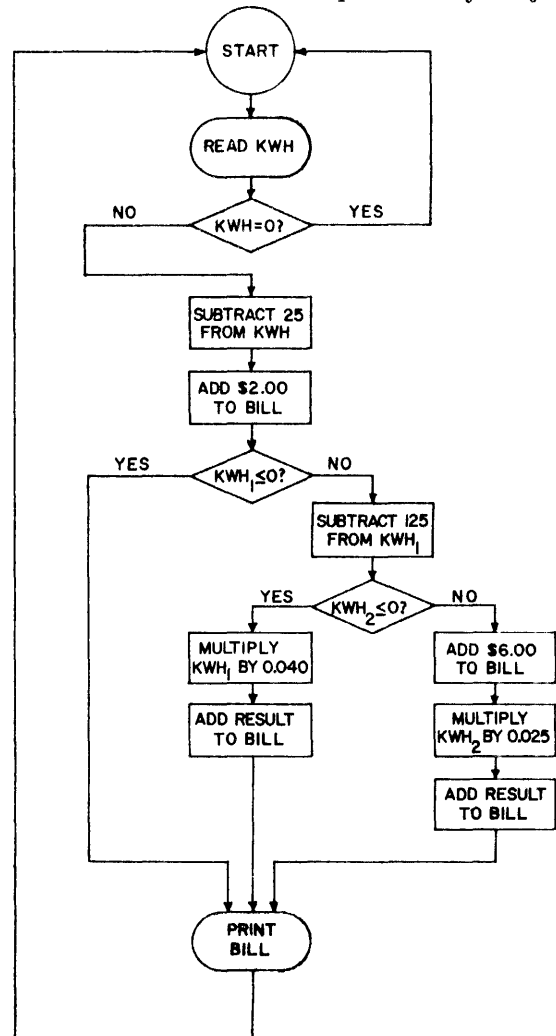 START
READ KWH
NO
KWH=0?
YES
SUBTRACT 25
FROM KWH
ADD $2.00
TO BILL
YES
KWH₁≤0?
NO
SUBTRACT 125
FROM KWH₁
YES
KWH₂≤0?
NO
MULTIPLY
KWH₁ BY 0.040
ADD $6.00
TO BILL
ADD RESULT
TO BILL
MULTIPLY
KWH₂ BY 0.025
ADD RESULT
TO BILL
PRINT
BILL